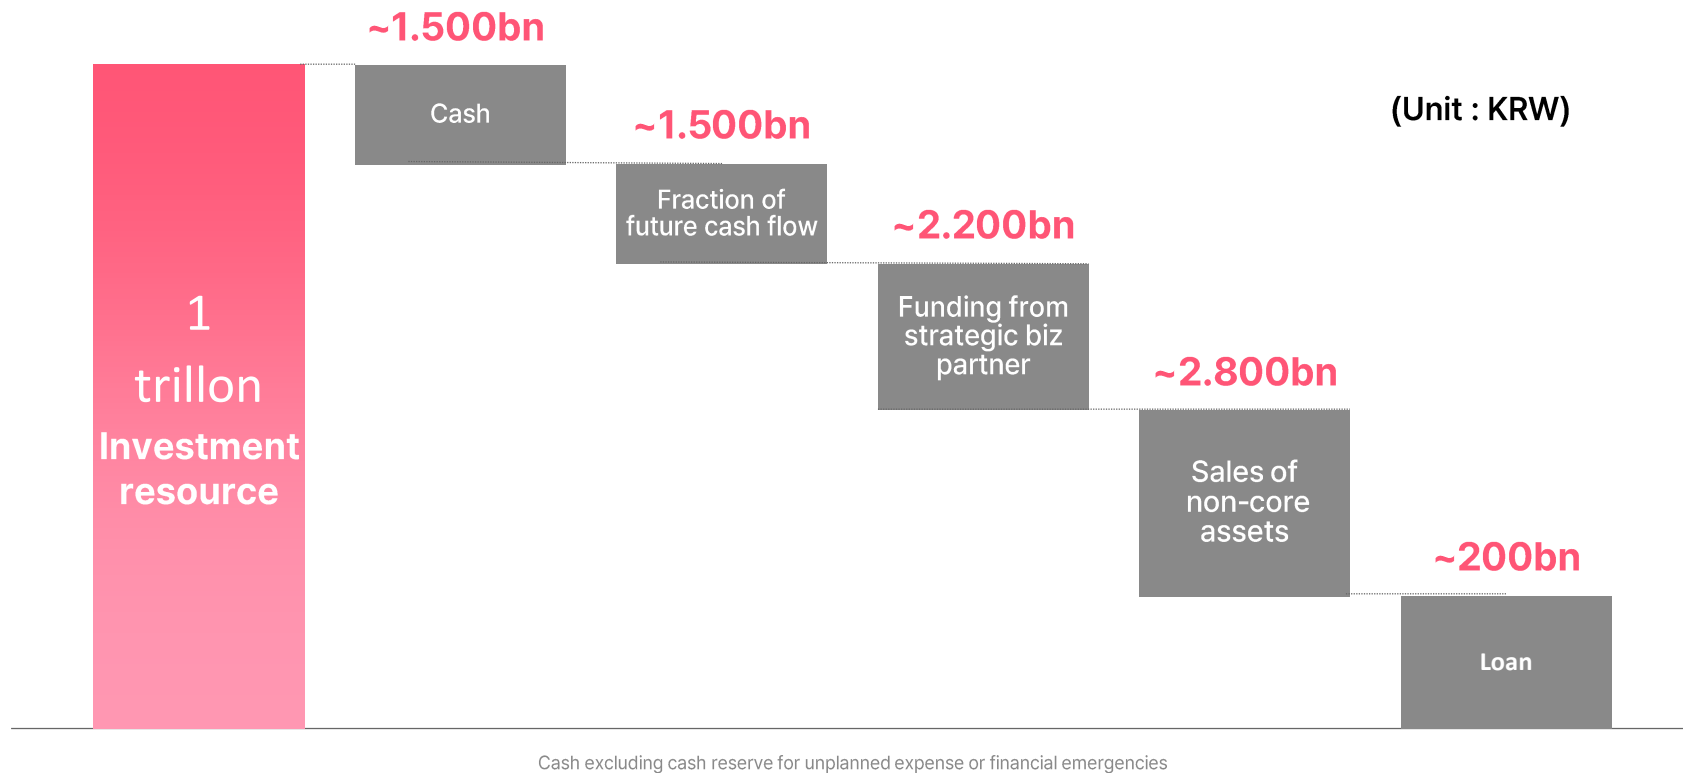 ~1.500bn
Cash
~1.500bn
(Unit : KRW)
Fraction of
future cash flow
~2.200bn
Funding from
strategic biz
partner
1
trillon
Investment
resource
~2.800bn
Sales of
non-core
assets
~200bn
Loan
Cash excluding cash reserve for unplanned expense or financial emergencies